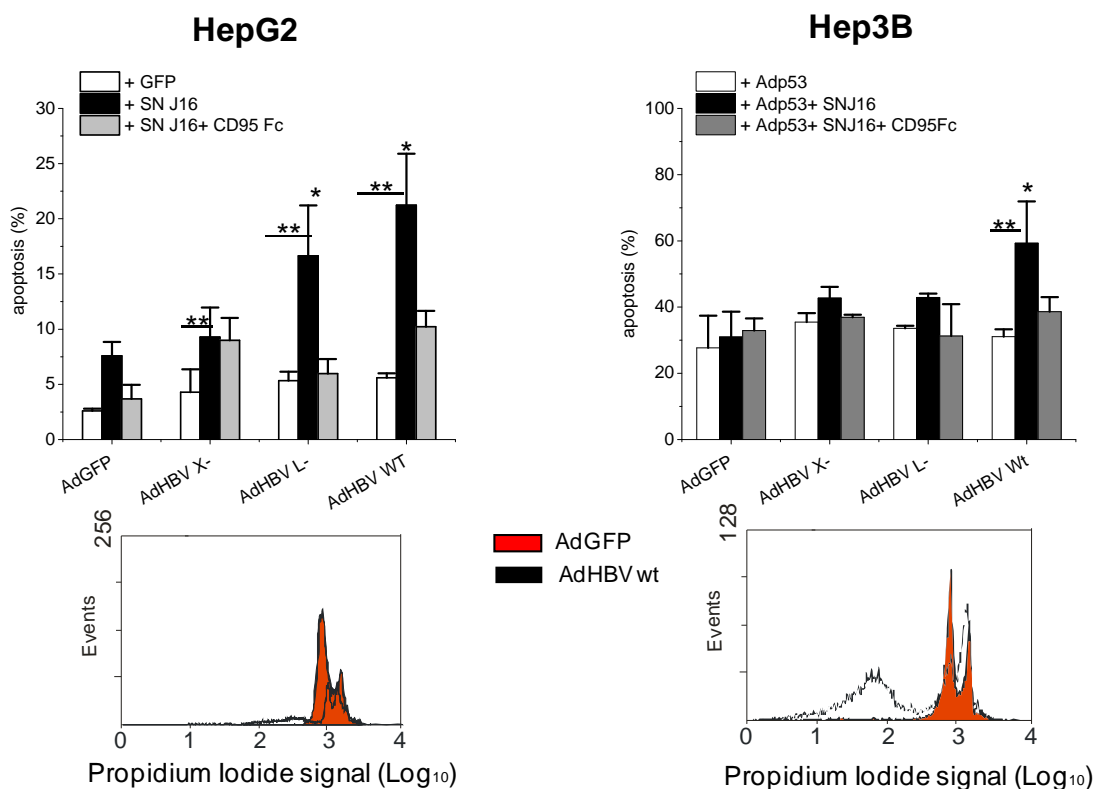 HepG2
+ GFP
+ SN J16
+ SN J16+ CD95 Fc
30
25
20
15
10
5
0
apoptosis (%)
**
**
*
**
*
AdGFP
AdHBV X-
AdHBV L-
AdHBV WT
Hep3B
+ Adp53
+ Adp53+ SNJ16
+ Adp53+ SNJ16+ CD95Fc
100
80
60
40
20
0
apoptosis (%)
**
*
AdGFP
AdHBV X-
AdHBV L-
AdHBV Wt
256
Events
0 1 2 3 4
Propidium Iodide signal (Log10)
AdGFP
AdHBV wt
128
Events
0 1 2 3 4
Propidium Iodide signal (Log10)